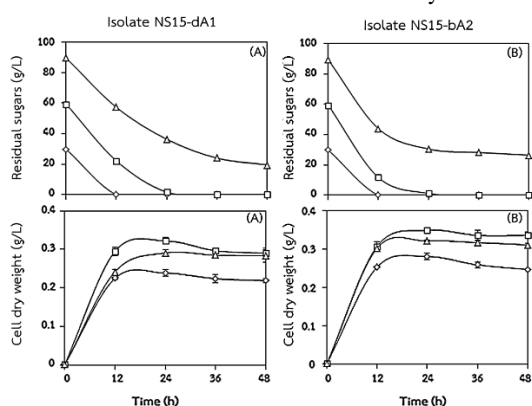 Isolate NS15-dA1
Isolate NS15-bA2
Residual sugars (g/L)
100
80
60
40
20
0
(A)
Residual sugars (g/L)
100
80
60
40
20
0
(B)
Cell dry weight (g/L)
0.4
0.3
0.2
0.1
0
(A)
0 12 24 36 48
Time (h)
Cell dry weight (g/L)
0.4
0.3
0.2
0.1
0
(B)
0 12 24 36 48
Time (h)